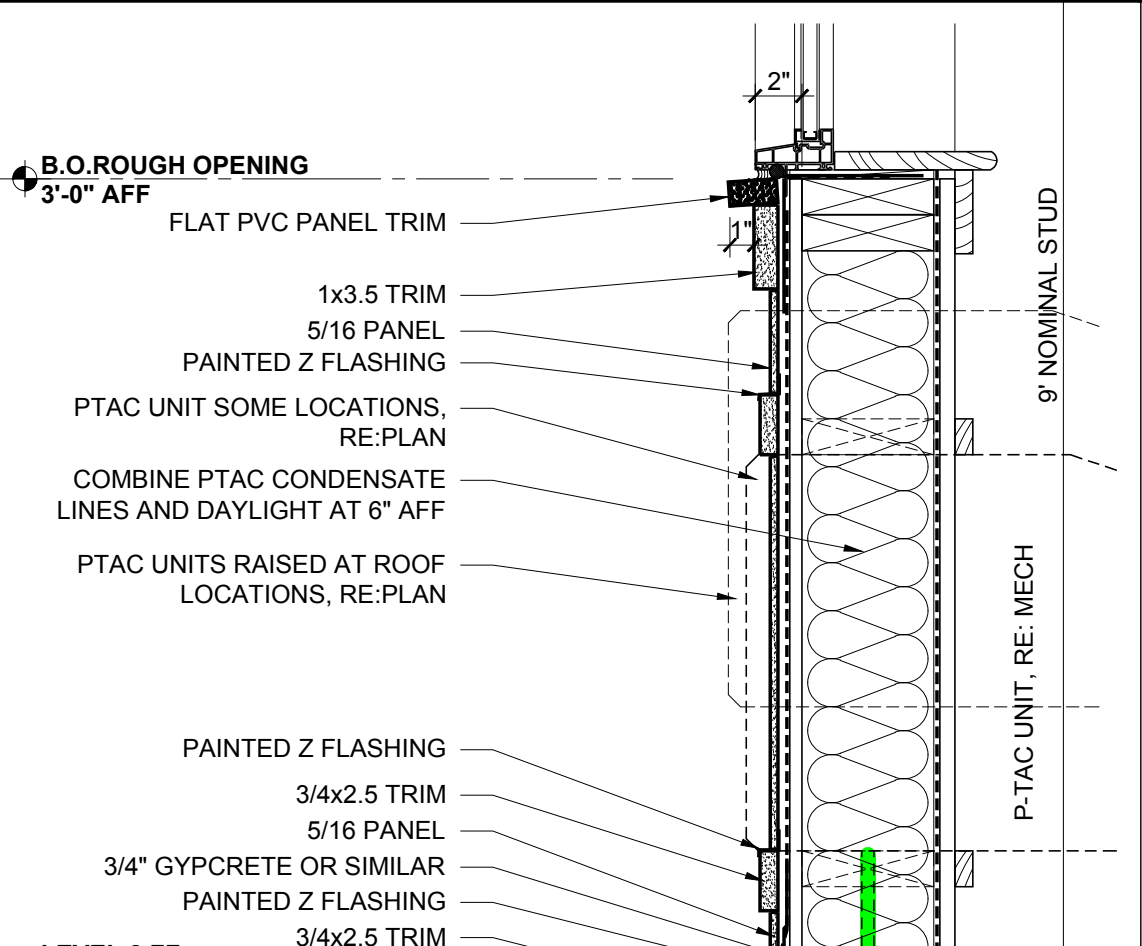 2"
B.O.ROUGH OPENING
3'-0" AFF
FLAT PVC PANEL TRIM
1"
1x3.5 TRIM
5/16 PANEL
PAINTED Z FLASHING
PTAC UNIT SOME LOCATIONS,
RE:PLAN
COMBINE PTAC CONDENSATE
LINES AND DAYLIGHT AT 6" AFF
PTAC UNITS RAISED AT ROOF
LOCATIONS, RE:PLAN
PAINTED Z FLASHING
3/4x2.5 TRIM
5/16 PANEL
3/4" GYPCRETE OR SIMILAR
PAINTED Z FLASHING
3/4x2.5 TRIM
9' NOMINAL STUD
P-TAC UNIT, RE: MECH